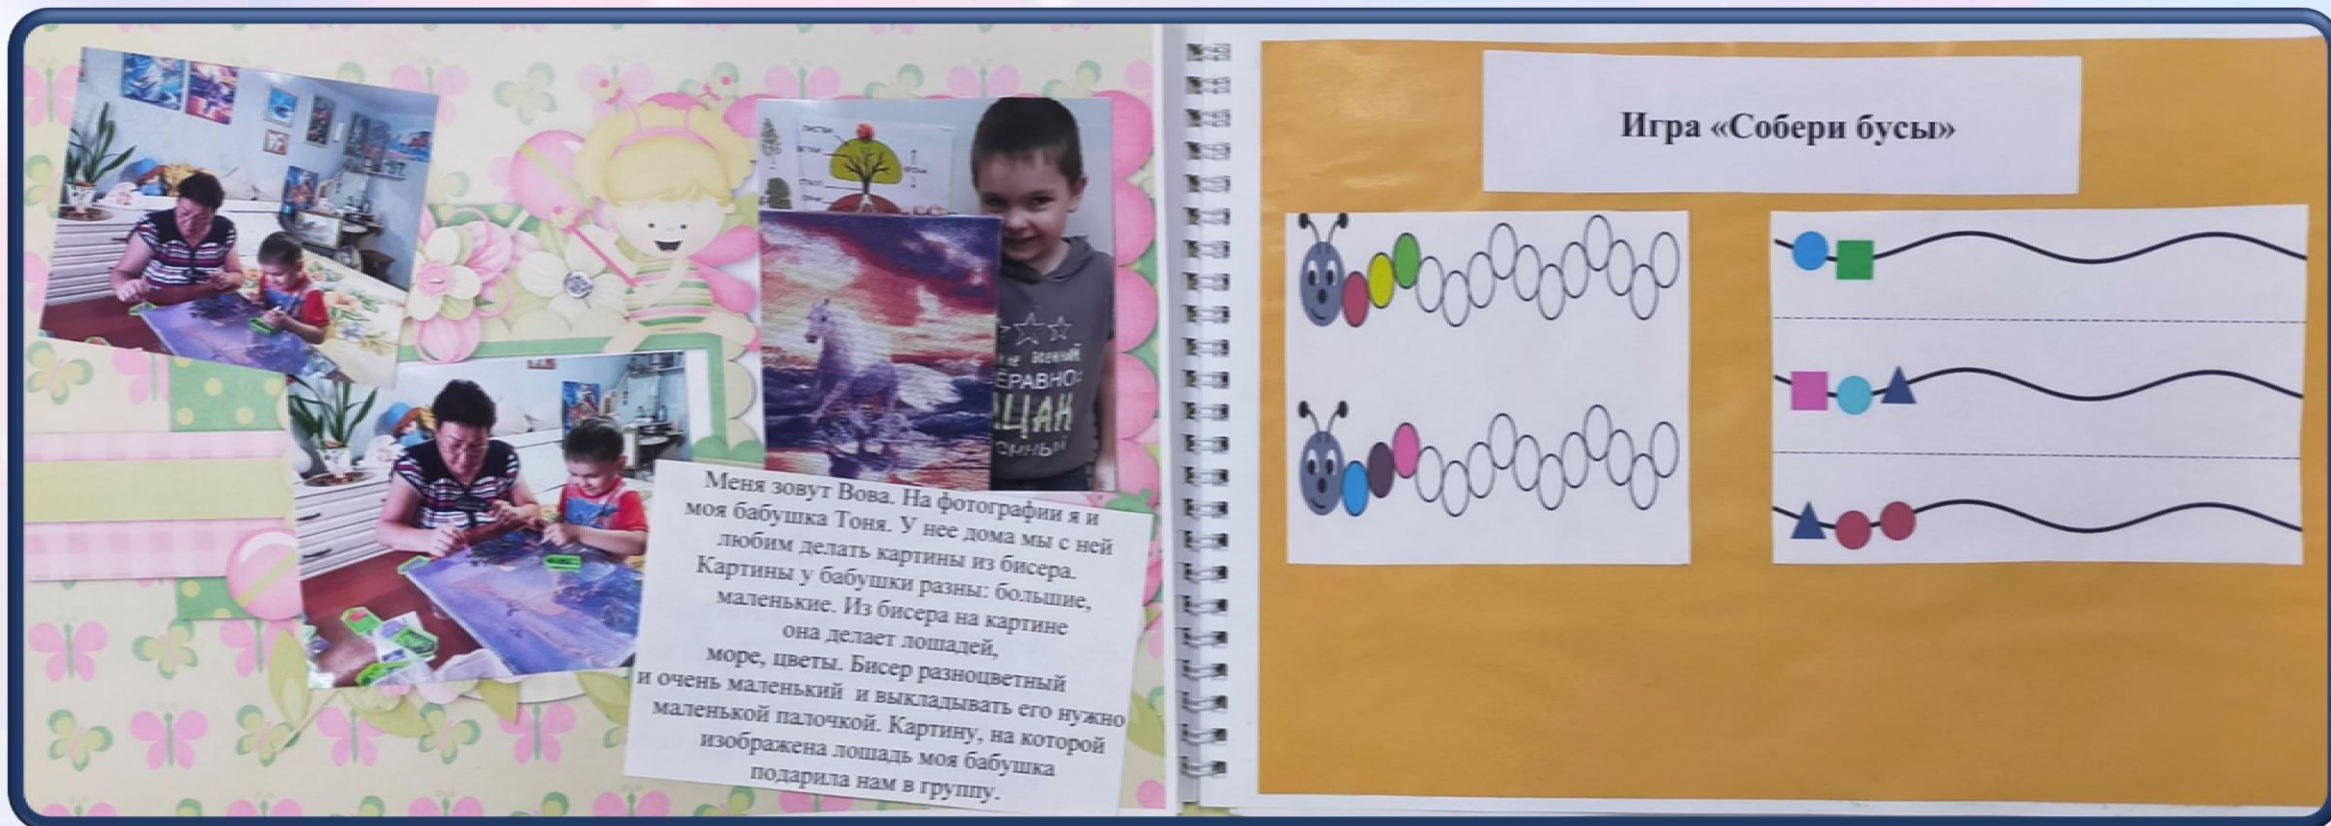 ЛИСТЬЯ
Меня зовут Вова. На фотографии я и
моя бабушка Тоня. У нее дома мы с ней
любим делать картины из бисера.
Картины у бабушки разны: большие,
маленькие. Из бисера на картине
она делает лошадей,
море, цветы. Бисер разноцветный
и очень маленький и выкладывать его нужно
маленькой палочкой. Картину, на которой
изображена лошадь моя бабушка
подарила нам в группу.
Игра «Собери бусы»